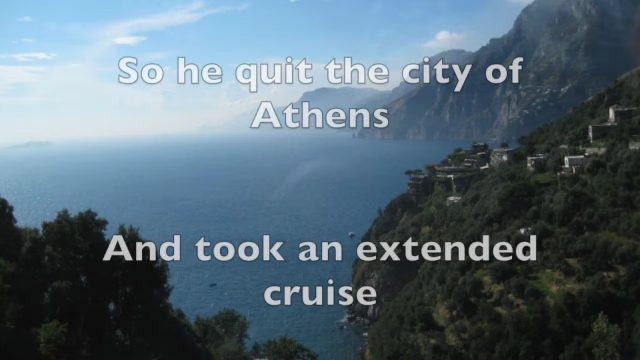 So he quit the city of
Athens
And took an extended
cruise